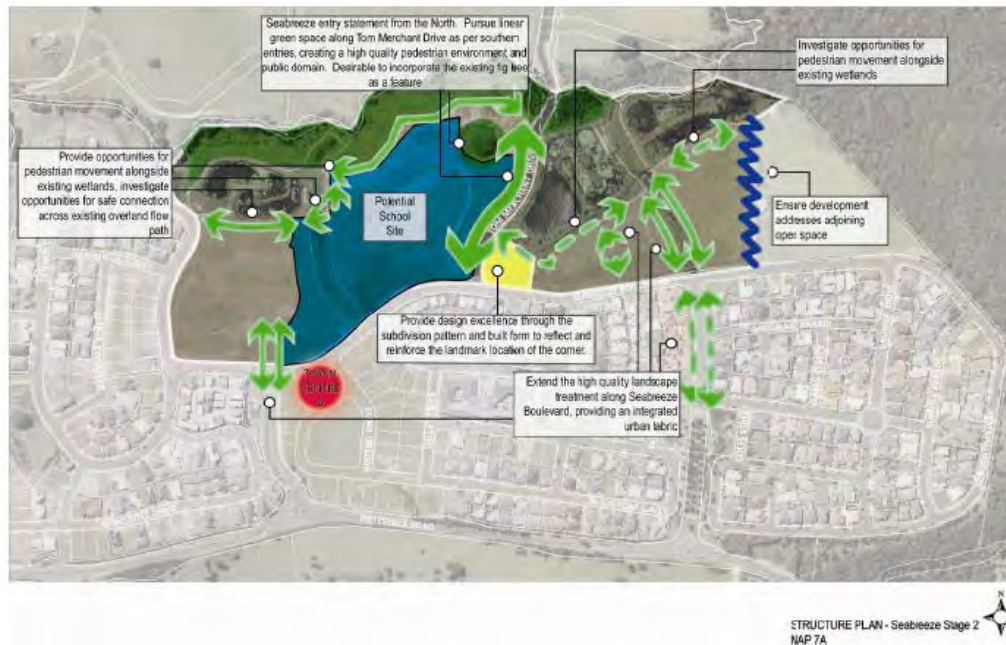 Seabreeze entry statement from the North. Pursue linear
green space along Tom Merchant Drive as per southern
entries, creating a high quality pedestrian environment and
public domain. Desirable to incorporate the existing fig tree
as a feature
Investigate opportunities for
pedestrian movement alongside
existing wetlands
Provide opportunities for
pedestrian movement alongside
existing wetlands, investigate
opportunities for safe connection
across existing overland flow
path
Potential
School
Site
Ensure development
addresses adjoining
open space
Provide design excellence through the
subdivision pattern and built form to reflect and
reinforce the landmark location of the corner.
TOWN
CENTRE
Extend the high quality landscape
treatment along Seabreeze
Boulevard, providing an integrated
urban fabric
POTTSVILLE ROAD
N
STRUCTURE PLAN - Seabreeze Stage 2
NAP 7A